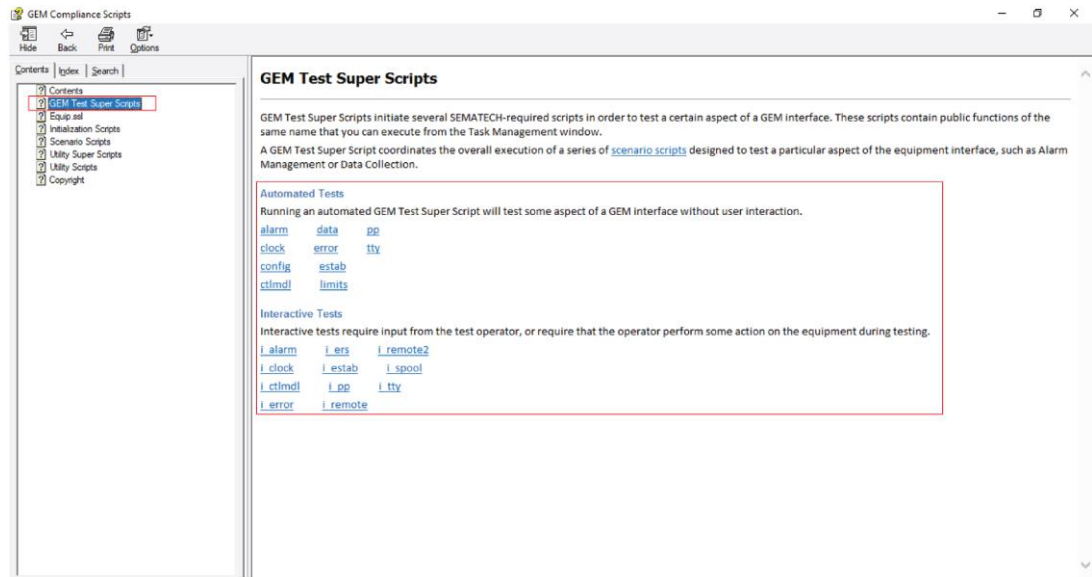 GEM Compliance Scripts
Hide Back Print Options
Contents Index Search
Contents
GEM Test Super Scripts
Equip.ssl
Initialization Scripts
Scenario Scripts
Utility Super Scripts
Utility Scripts
Copyright
GEM Test Super Scripts
GEM Test Super Scripts initiate several SEMATECH-required scripts in order to test a certain aspect of a GEM interface. These scripts contain public functions of the
same name that you can execute from the Task Management window.
A GEM Test Super Script coordinates the overall execution of a series of scenario scripts designed to test a particular aspect of the equipment interface, such as Alarm
Management or Data Collection.
Automated Tests
Running an automated GEM Test Super Script will test some aspect of a GEM interface without user interaction.
alarm data pp
clock error tty
config estab
ctlmdl limits
Interactive Tests
Interactive tests require input from the test operator, or require that the operator perform some action on the equipment during testing.
i_alarm i_ers i_remote2
i_clock i_estab i_spool
i_ctlmdl i_pp i_tty
i_error i_remote